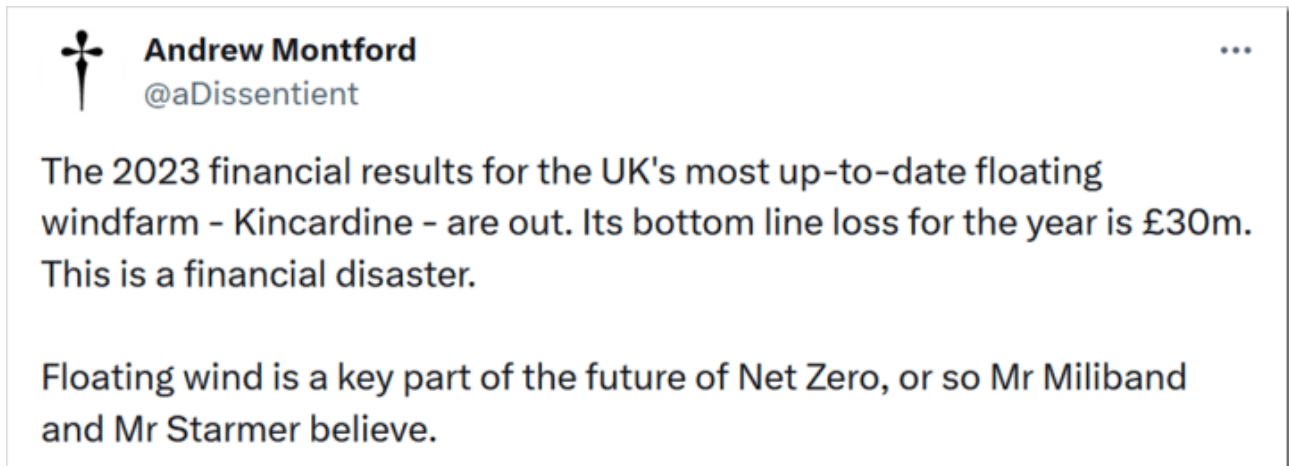 Andrew Montford
@aDissentient
The 2023 financial results for the UK's most up-to-date floating
windfarm - Kincardine - are out. Its bottom line loss for the year is £30m.
This is a financial disaster.
Floating wind is a key part of the future of Net Zero, or so Mr Miliband
and Mr Starmer believe.